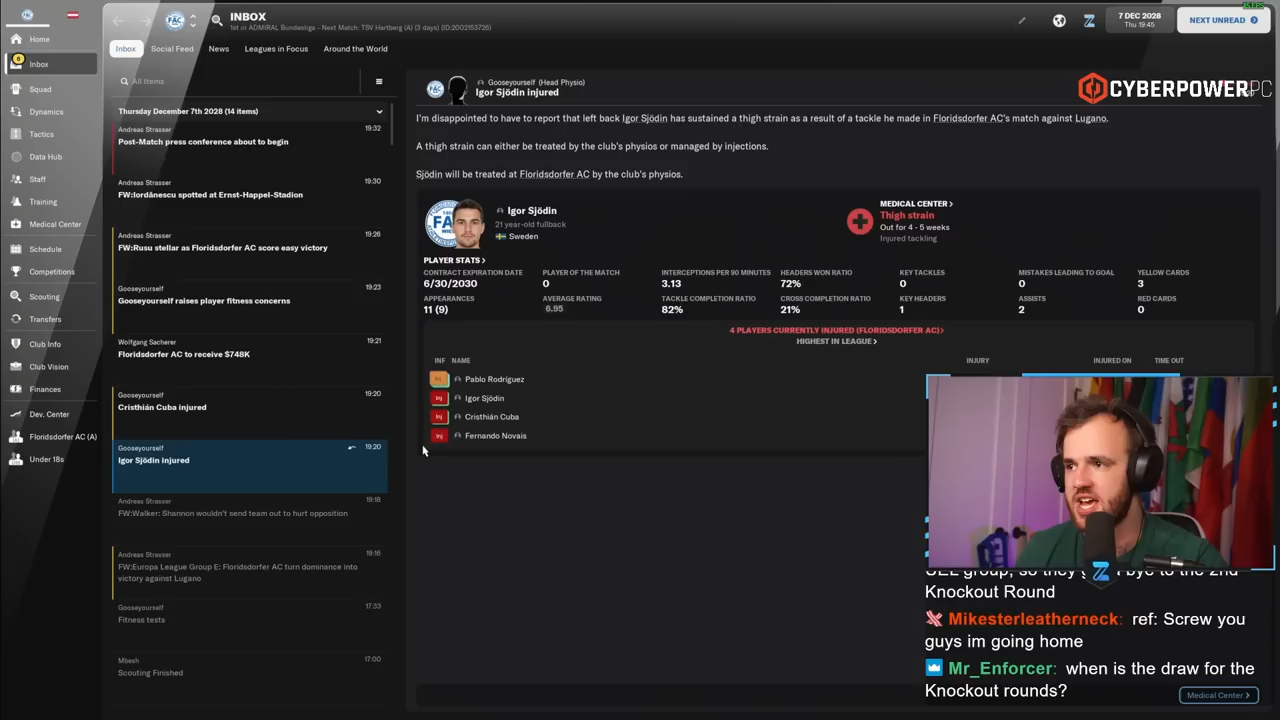 INBOX
1st in ADMIRAL Bundesliga - Next Match: TSV Hartberg (A) (3 days) (ID:2002153726)
7 DEC 2028
Thu 19:45
NEXT UNREAD
CYBERPOWERPC
Home
Inbox
Squad
Dynamics
Tactics
Data Hub
Staff
Training
Medical Center
Schedule
Competitions
Scouting
Transfers
Club Info
Club Vision
Finances
Dev. Center
Floridsdorfer AC (A)
Under 18s
Inbox
Social Feed
News
Leagues in Focus
Around the World
All Items
Thursday December 7th 2028 (14 items)
Andreas Strasser 19:32
Post-Match press conference about to begin
Andreas Strasser 19:30
FW:Iordănescu spotted at Ernst-Happel-Stadion
Andreas Strasser 19:26
FW:Rusu stellar as Floridsdorfer AC score easy victory
Gooseyourself 19:23
Gooseyourself raises player fitness concerns
Wolfgang Sacherer 19:21
Floridsdorfer AC to receive $748K
Gooseyourself 19:20
Cristhián Cuba injured
Gooseyourself 19:20
Igor Sjödin injured
Andreas Strasser 19:18
FW:Walker: Shannon wouldn't send team out to hurt opposition
Andreas Strasser 19:16
FW:Europa League Group E: Floridsdorfer AC turn dominance into
victory against Lugano
Gooseyourself 17:33
Fitness tests
Mbesh 17:00
Scouting Finished
Gooseyourself (Head Physio)
Igor Sjödin injured
I'm disappointed to have to report that left back Igor Sjödin has sustained a thigh strain as a result of a tackle he made in Floridsdorfer AC's match against Lugano.
A thigh strain can either be treated by the club's physios or managed by injections.
Sjödin will be treated at Floridsdorfer AC by the club's physios.
Igor Sjödin
21 year-old fullback
Sweden
MEDICAL CENTER
Thigh strain
Out for 4 - 5 weeks
Injured tackling
PLAYER STATS
CONTRACT EXPIRATION DATE PLAYER OF THE MATCH INTERCEPTIONS PER 90 MINUTES HEADERS WON RATIO KEY TACKLES MISTAKES LEADING TO GOAL YELLOW CARDS
6/30/2030 0 3.13 72% 0 0 3
APPEARANCES AVERAGE RATING TACKLE COMPLETION RATIO CROSS COMPLETION RATIO KEY HEADERS ASSISTS RED CARDS
11 (9) 6.95 82% 21% 1 2 0
4 PLAYERS CURRENTLY INJURED (FLORIDSDORFER AC)
HIGHEST IN LEAGUE
INF NAME INJURY INJURED ON TIME OUT
Inj Pablo Rodríguez
Inj Igor Sjödin
Inj Cristhián Cuba
Inj Fernando Novais
Knockout Round
Mikesterleatherneck: ref: Screw you
guys im going home
Mr_Enforcer: when is the draw for the
Knockout rounds?
Medical Center